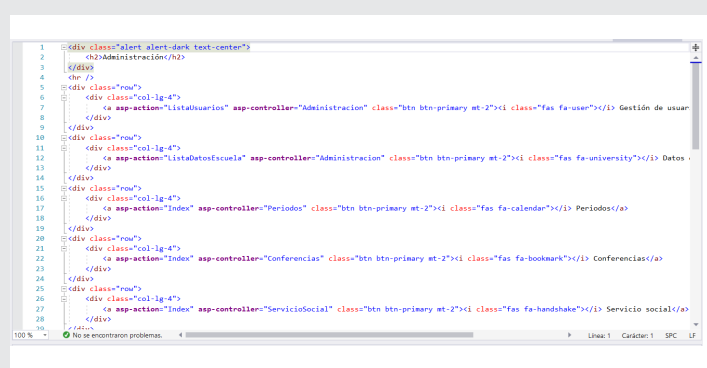 1 <div class="alert alert-dark text-center">
2 <h2>Administración</h2>
3 </div>
4 <hr />
5 <div class="row">
6 <div class="col-lg-4">
7 <a asp-action="ListaUsuarios" asp-controller="Administracion" class="btn btn-primary mt-2"><i class="fas fa-user"></i> Gestión de usuar
8 </div>
9 </div>
10 <div class="row">
11 <div class="col-lg-4">
12 <a asp-action="ListaDatosEscuela" asp-controller="Administracion" class="btn btn-primary mt-2"><i class="fas fa-university"></i> Datos
13 </div>
14 </div>
15 <div class="row">
16 <div class="col-lg-4">
17 <a asp-action="Index" asp-controller="Periodos" class="btn btn-primary mt-2"><i class="fas fa-calendar"></i> Periodos</a>
18 </div>
19 </div>
20 <div class="row">
21 <div class="col-lg-4">
22 <a asp-action="Index" asp-controller="Conferencias" class="btn btn-primary mt-2"><i class="fas fa-bookmark"></i> Conferencias</a>
23 </div>
24 </div>
25 <div class="row">
26 <div class="col-lg-4">
27 <a asp-action="Index" asp-controller="ServicioSocial" class="btn btn-primary mt-2"><i class="fas fa-handshake"></i> Servicio social</a>
28 </div>
29 </div>
100 % No se encontraron problemas. Línea: 1 Carácter: 1 SPC LF